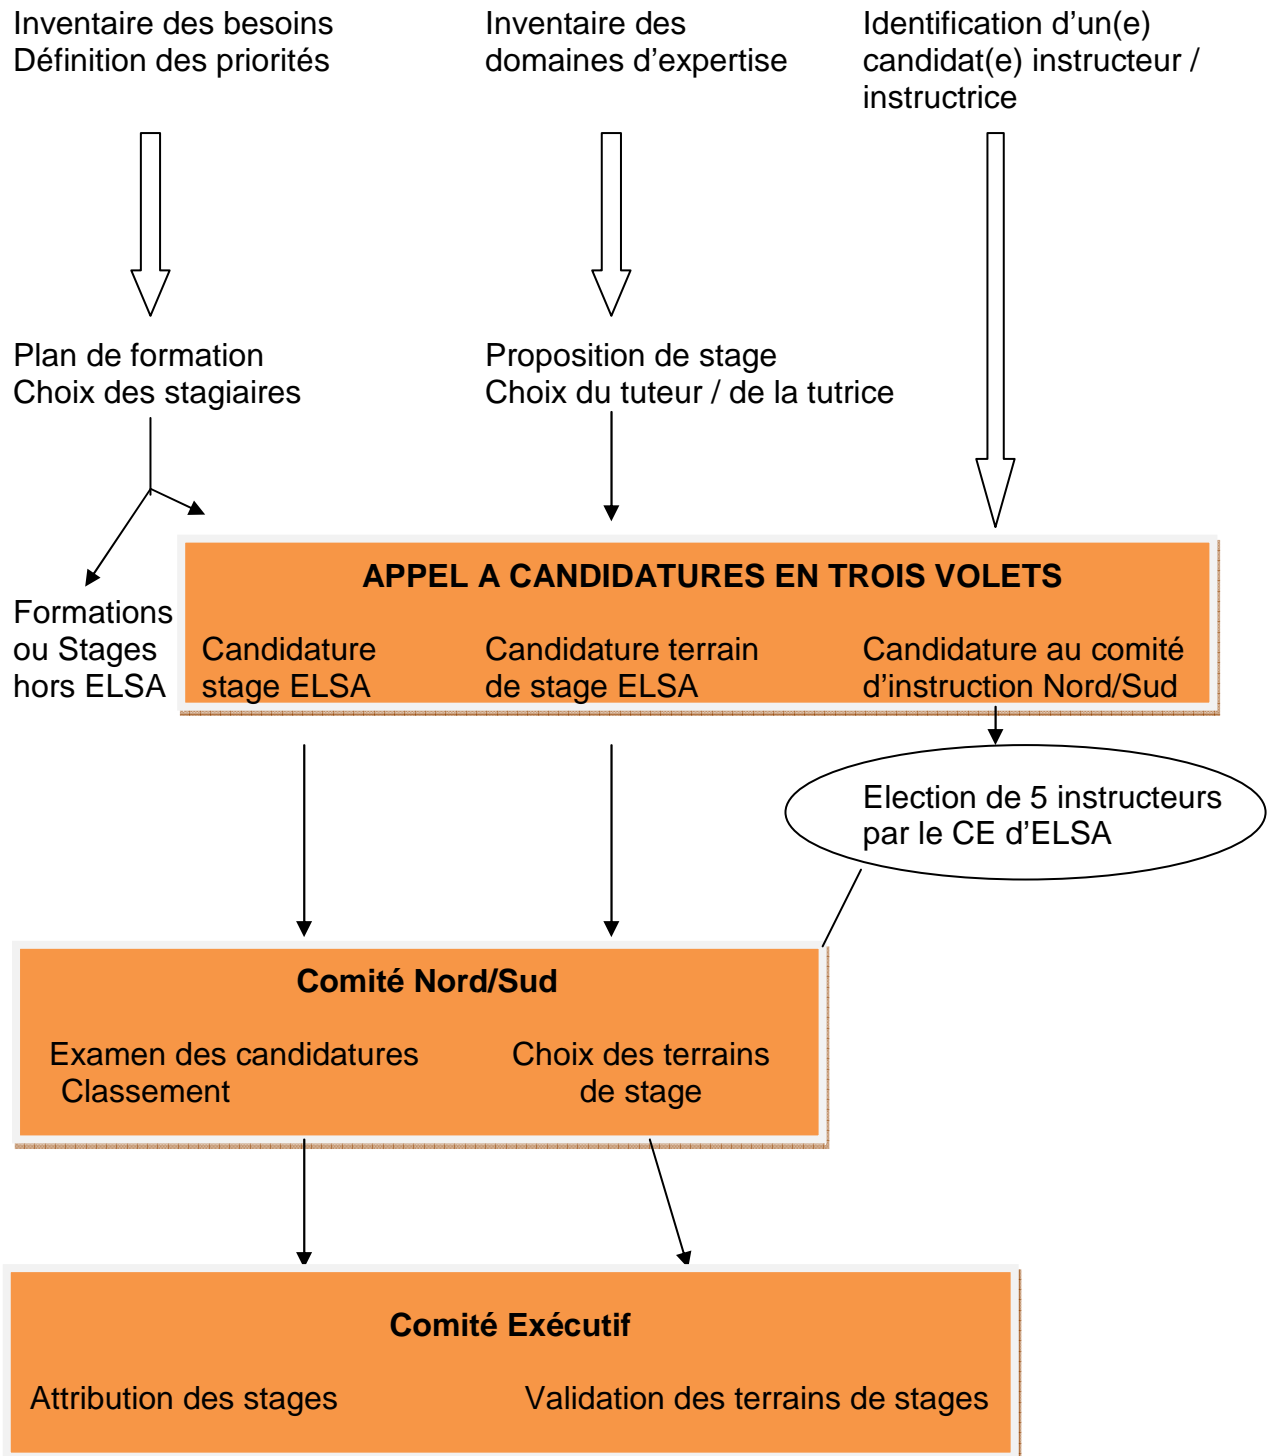 Inventaire des besoins
Définition des priorités
Inventaire des
domaines d'expertise
Identification d'un(e)
candidat(e) instructeur /
instructrice
Plan de formation
Choix des stagiaires
Proposition de stage
Choix du tuteur / de la tutrice
Formations
ou Stages
hors ELSA
APPEL A CANDIDATURES EN TROIS VOLETS
Candidature
stage ELSA
Candidature terrain
de stage ELSA
Candidature au comité
d'instruction Nord/Sud
Election de 5 instructeurs
par le CE d'ELSA
Comité Nord/Sud
Examen des candidatures
Classement
Choix des terrains
de stage
Comité Exécutif
Attribution des stages
Validation des terrains de stages